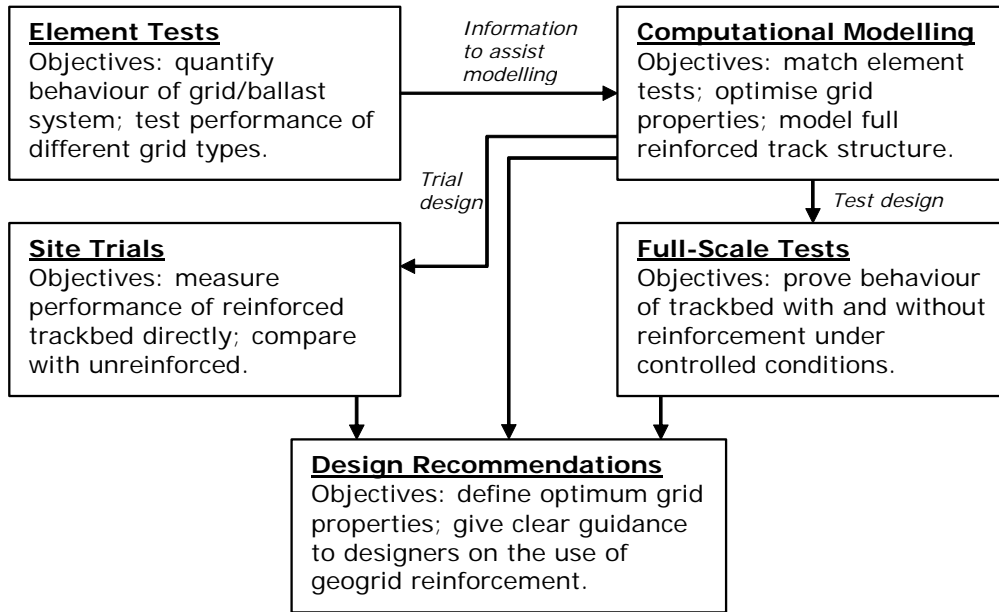 Element Tests
Objectives: quantify
behaviour of grid/ballast
system; test performance of
different grid types.
Information
to assist
modelling
Computational Modelling
Objectives: match element
tests; optimise grid
properties; model full
reinforced track structure.
Trial
design
Test design
Site Trials
Objectives: measure
performance of reinforced
trackbed directly; compare
with unreinforced.
Full-Scale Tests
Objectives: prove behaviour
of trackbed with and without
reinforcement under
controlled conditions.
Design Recommendations
Objectives: define optimum grid
properties; give clear guidance
to designers on the use of
geogrid reinforcement.